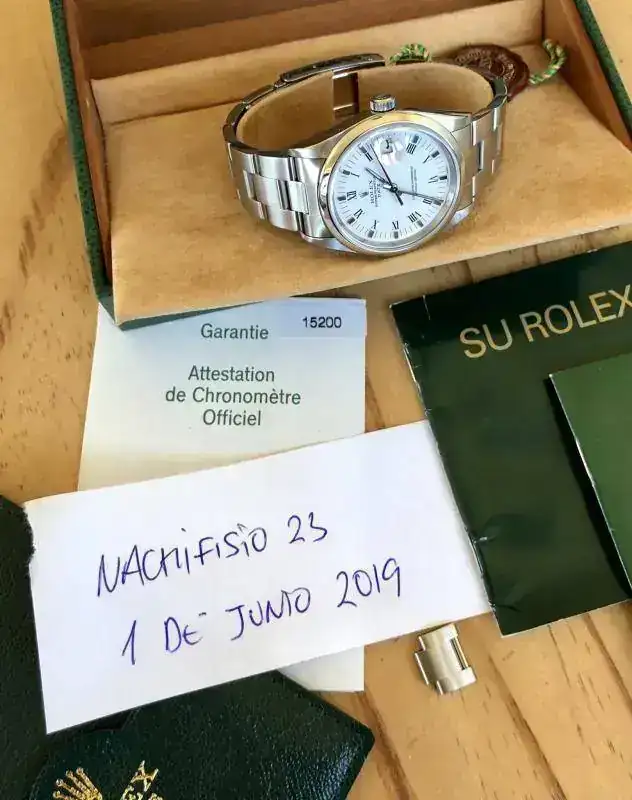 ROLEX
Garantie 15200
Attestation
de Chronomètre
Officiel
SU ROLEX
NACHIFISIO 23
1 DE JUNIO 2019